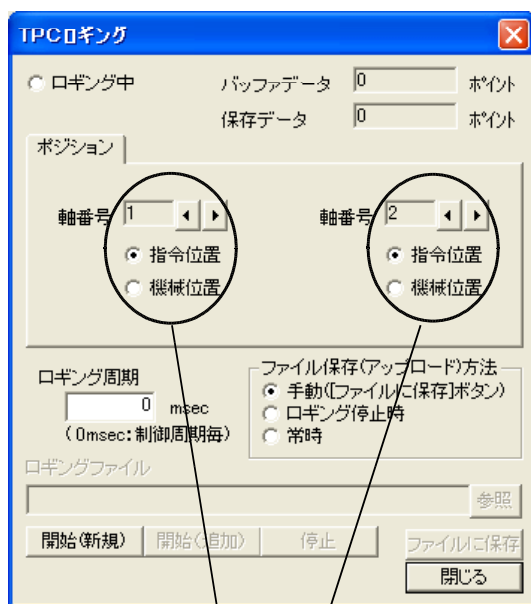 TPCロギング
ロギング中 バッファデータ 0 ポイント
保存データ 0 ポイント
ポジション
軸番号 1 軸番号 2
指令位置 指令位置
機械位置 機械位置
ロギング周期 ファイル保存(アップロード)方法
手動([ファイルに保存]ボタン)
0 msec ロギング停止時
(0msec:制御周期毎) 常時
ロギングファイル
参照
開始(新規) 開始(追加) 停止 ファイルに保存
閉じる